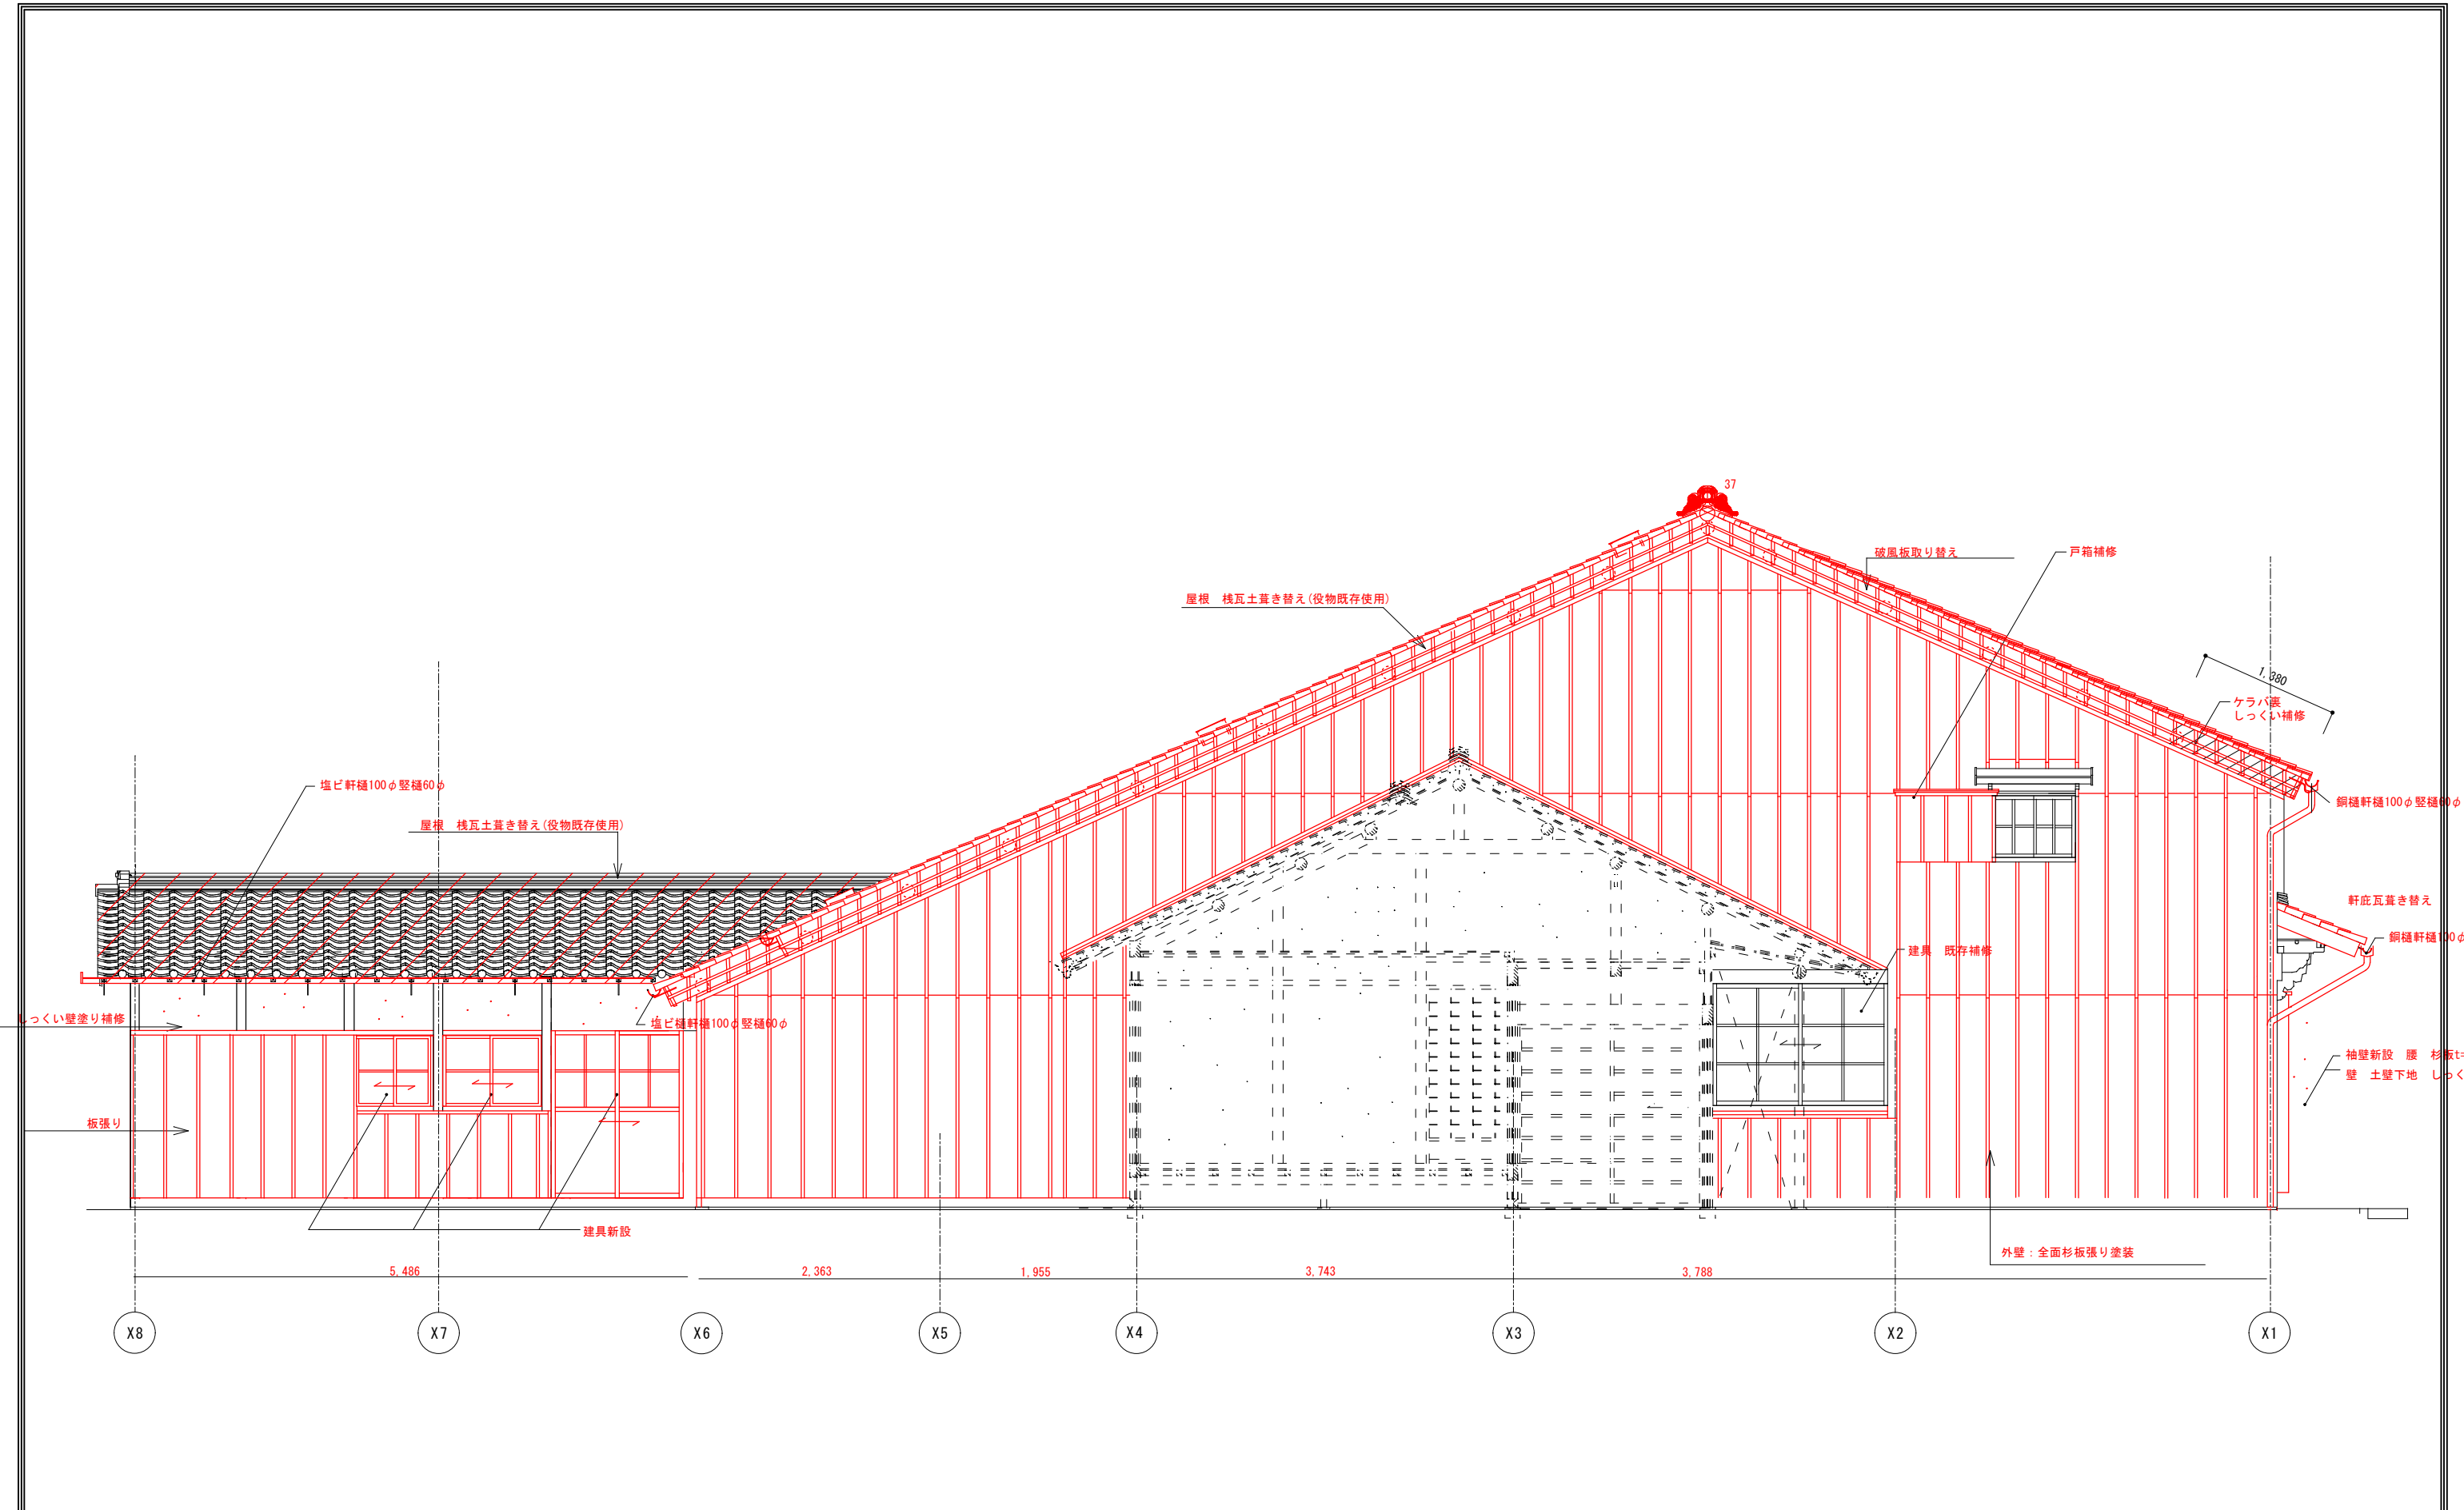 37
破風板取り替え
戸箱補修
屋根　桟瓦土葺き替え(役物既存使用)
1,380
ケラバ裏
しっくい補修
塩ビ軒樋100φ竪樋60φ
銅樋軒樋100φ竪樋60φ
屋根　桟瓦土葺き替え(役物既存使用)
軒庇瓦葺き替え
銅樋軒樋100φ
建具　既存補修
しっくい壁塗り補修
塩ビ樋軒樋100φ竪樋60φ
袖壁新設　腰　杉板t=
壁　土壁下地　しっく
板張り
建具新設
外壁：全面杉板張り塗装
5,486
2,363
1,955
3,743
3,788
X8
X7
X6
X5
X4
X3
X2
X1